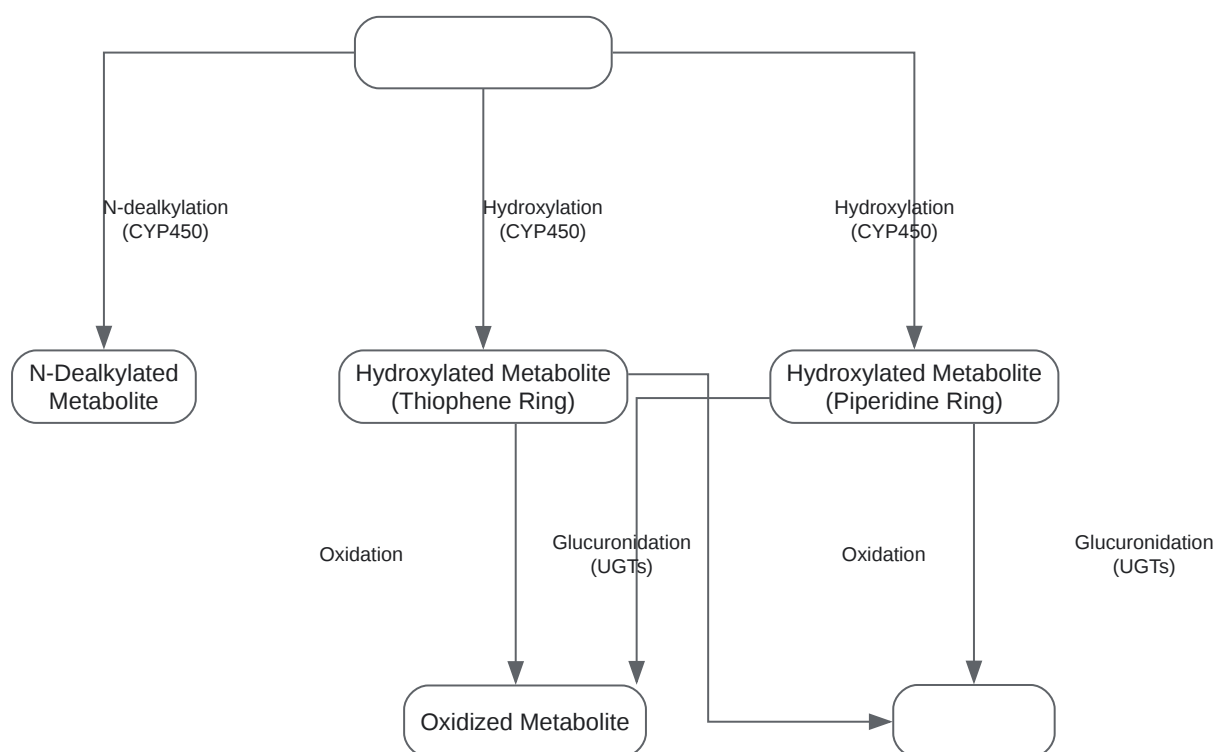 N-dealkylation
(CYP450)
Hydroxylation
(CYP450)
Hydroxylation
(CYP450)
N-Dealkylated
Metabolite
Hydroxylated Metabolite
(Thiophene Ring)
Hydroxylated Metabolite
(Piperidine Ring)
Oxidation
Glucuronidation
(UGTs)
Oxidation
Glucuronidation
(UGTs)
Oxidized Metabolite